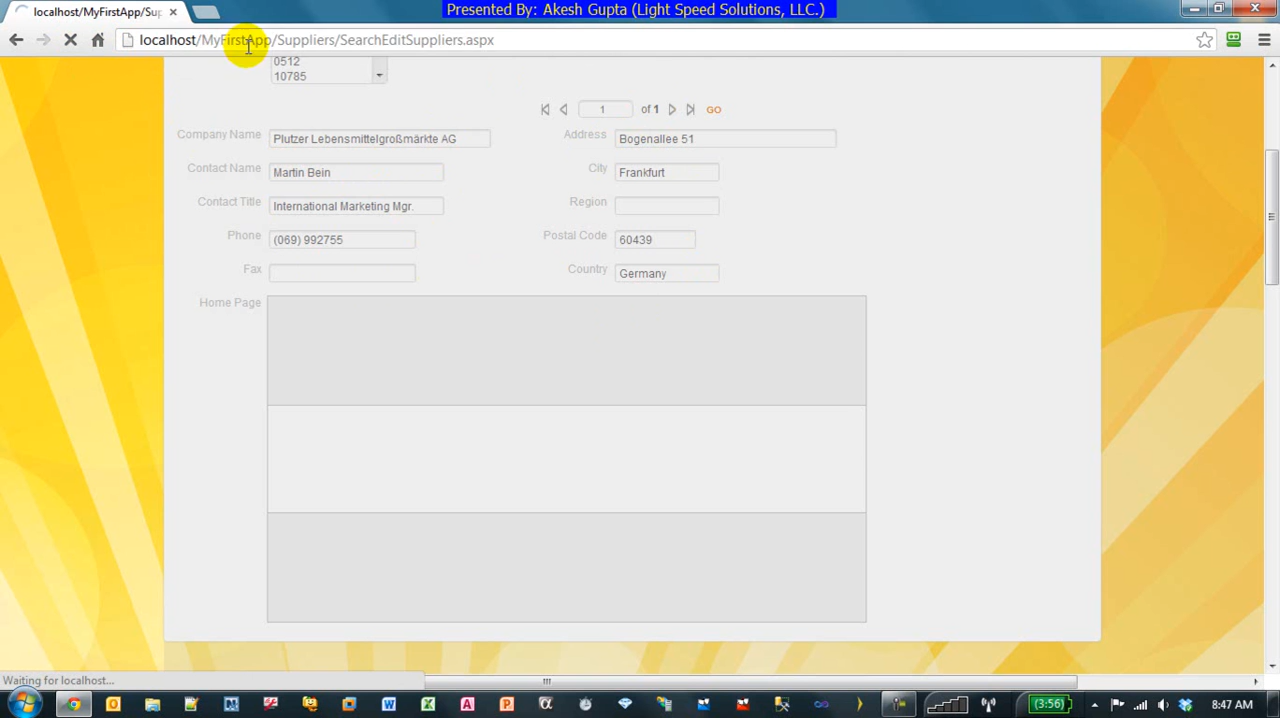 Presented By: Akesh Gupta (Light Speed Solutions, LLC.)
localhost/MyFirstApp/Sup
localhost/MyFirstApp/Suppliers/SearchEditSuppliers.aspx
0512
10785
1 of 1 GO
Company Name Plutzer Lebensmittelgroßmärkte AG Address Bogenallee 51
Contact Name Martin Bein City Frankfurt
Contact Title International Marketing Mgr. Region
Phone (069) 992755 Postal Code 60439
Fax Country Germany
Home Page
Waiting for localhost...
(3:56) 8:47 AM